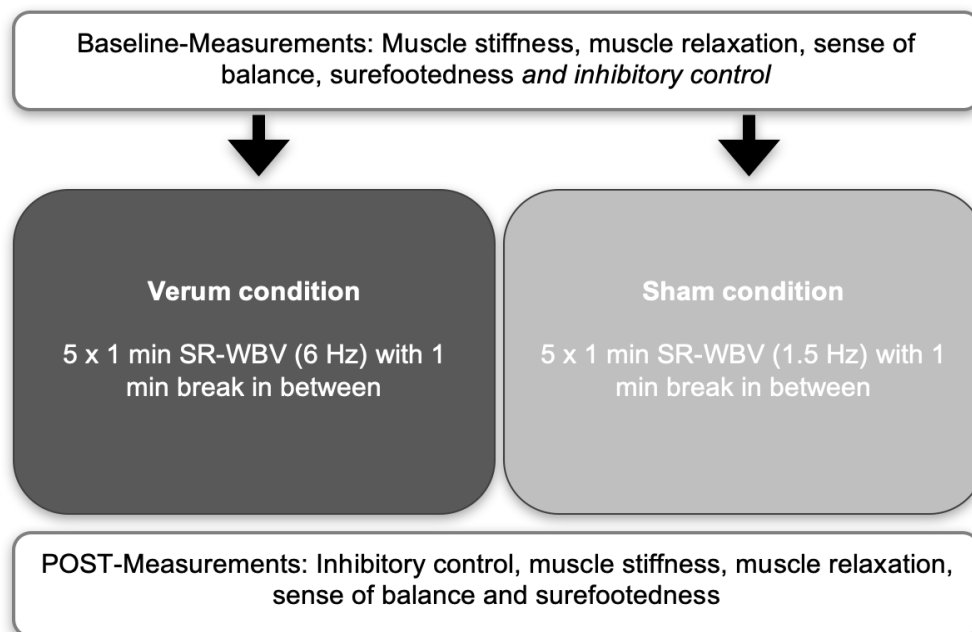 Baseline-Measurements: Muscle stiffness, muscle relaxation, sense of
balance, surefootedness and inhibitory control
Verum condition
5 x 1 min SR-WBV (6 Hz) with 1
min break in between
Sham condition
5 x 1 min SR-WBV (1.5 Hz) with 1
min break in between
POST-Measurements: Inhibitory control, muscle stiffness, muscle relaxation,
sense of balance and surefootedness